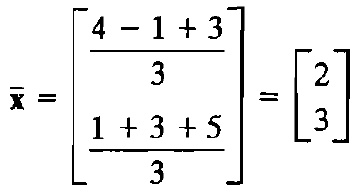 x̄ = [ (4 − 1 + 3)/3 ] = [ 2 ]
[ (1 + 3 + 5)/3 ] [ 3 ]